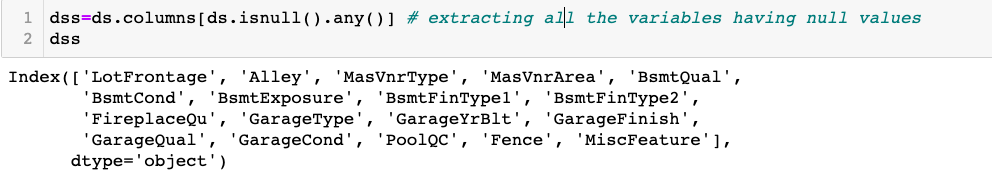 1 dss=ds.columns[ds.isnull().any()] # extracting all the variables having null values
2 dss
Index(['LotFrontage', 'Alley', 'MasVnrType', 'MasVnrArea', 'BsmtQual',
       'BsmtCond', 'BsmtExposure', 'BsmtFinType1', 'BsmtFinType2',
       'FireplaceQu', 'GarageType', 'GarageYrBlt', 'GarageFinish',
       'GarageQual', 'GarageCond', 'PoolQC', 'Fence', 'MiscFeature'],
      dtype='object')